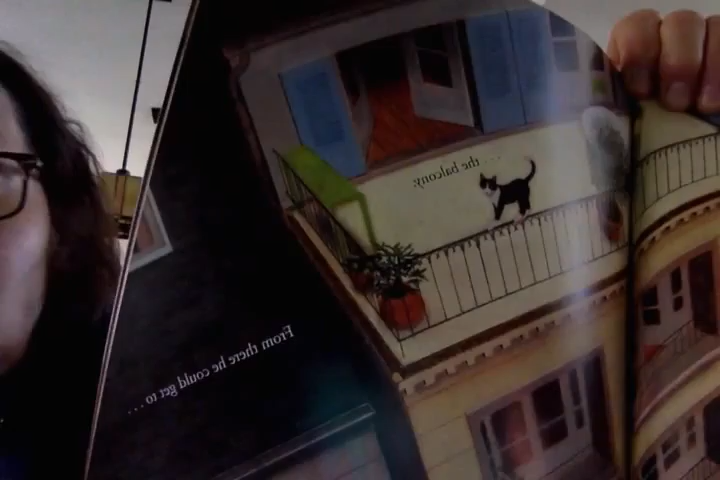 From there he could get to ...
... the balcony.